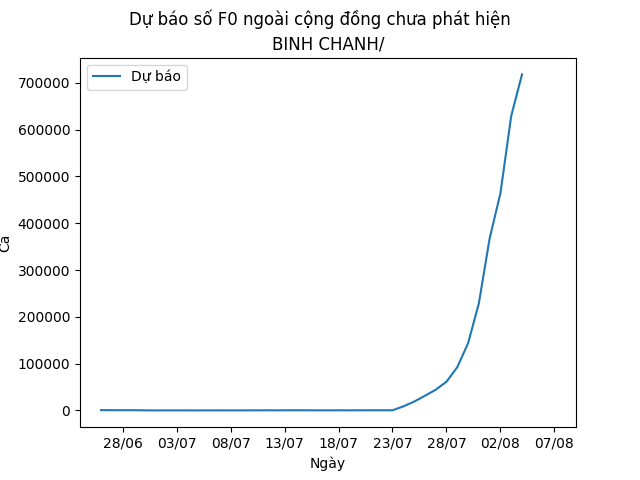 Dự báo số F0 ngoài cộng đồng chưa phát hiện
BINH CHANH/
Dự báo
700000
600000
500000
400000
300000
200000
100000
0
Ca
28/06 03/07 08/07 13/07 18/07 23/07 28/07 02/08 07/08
Ngày